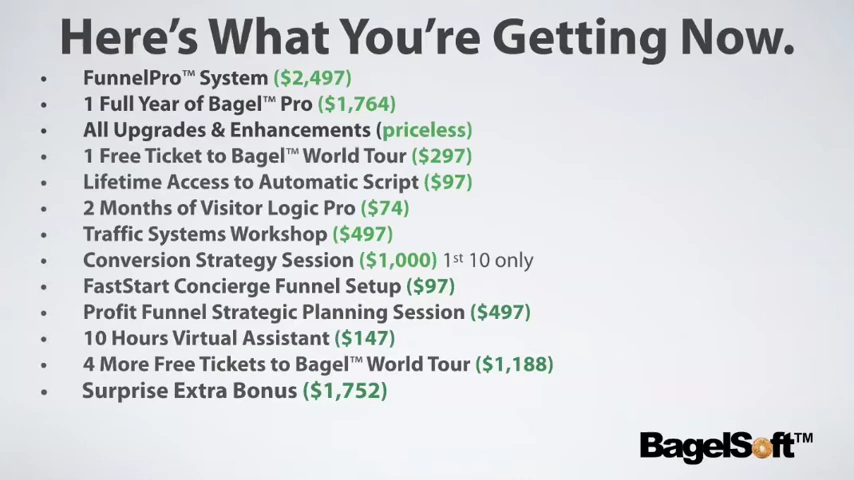 Here's What You're Getting Now.
• FunnelPro™ System ($2,497)
• 1 Full Year of Bagel™ Pro ($1,764)
• All Upgrades & Enhancements (priceless)
• 1 Free Ticket to Bagel™ World Tour ($297)
• Lifetime Access to Automatic Script ($97)
• 2 Months of Visitor Logic Pro ($74)
• Traffic Systems Workshop ($497)
• Conversion Strategy Session ($1,000) 1st 10 only
• FastStart Concierge Funnel Setup ($97)
• Profit Funnel Strategic Planning Session ($497)
• 10 Hours Virtual Assistant ($147)
• 4 More Free Tickets to Bagel™ World Tour ($1,188)
• Surprise Extra Bonus ($1,752)
BagelSoft™